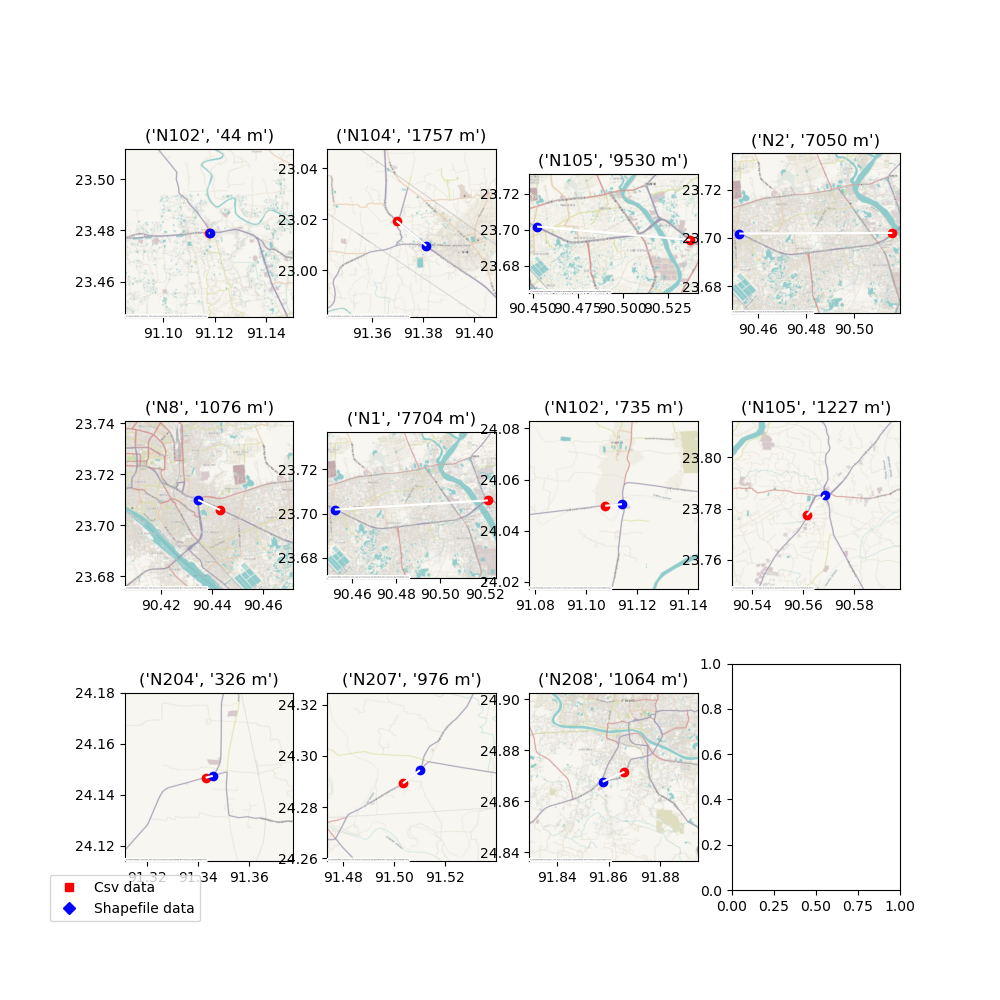 ('N102', '44 m')
('N104', '1757 m')
('N105', '9530 m')
('N2', '7050 m')
23.50
23.48
23.46
91.10 91.12 91.14
23.04
23.02
23.00
91.36 91.38 91.40
23.72
23.70
23.68
90.450 90.475 90.500 90.525
23.72
23.70
23.68
90.46 90.48 90.50
('N8', '1076 m')
('N1', '7704 m')
('N102', '735 m')
('N105', '1227 m')
23.74
23.72
23.70
23.68
90.42 90.44 90.46
23.72
23.70
23.68
90.46 90.48 90.50 90.52
24.08
24.06
24.04
24.02
91.08 91.10 91.12 91.14
23.80
23.78
23.76
90.54 90.56 90.58
('N204', '326 m')
('N207', '976 m')
('N208', '1064 m')
24.18
24.16
24.14
24.12
91.32 91.34 91.36
24.32
24.30
24.28
24.26
91.48 91.50 91.52
24.90
24.88
24.86
24.84
91.84 91.86 91.88
1.0
0.8
0.6
0.4
0.2
0.0
0.00 0.25 0.50 0.75 1.00
Csv data
Shapefile data